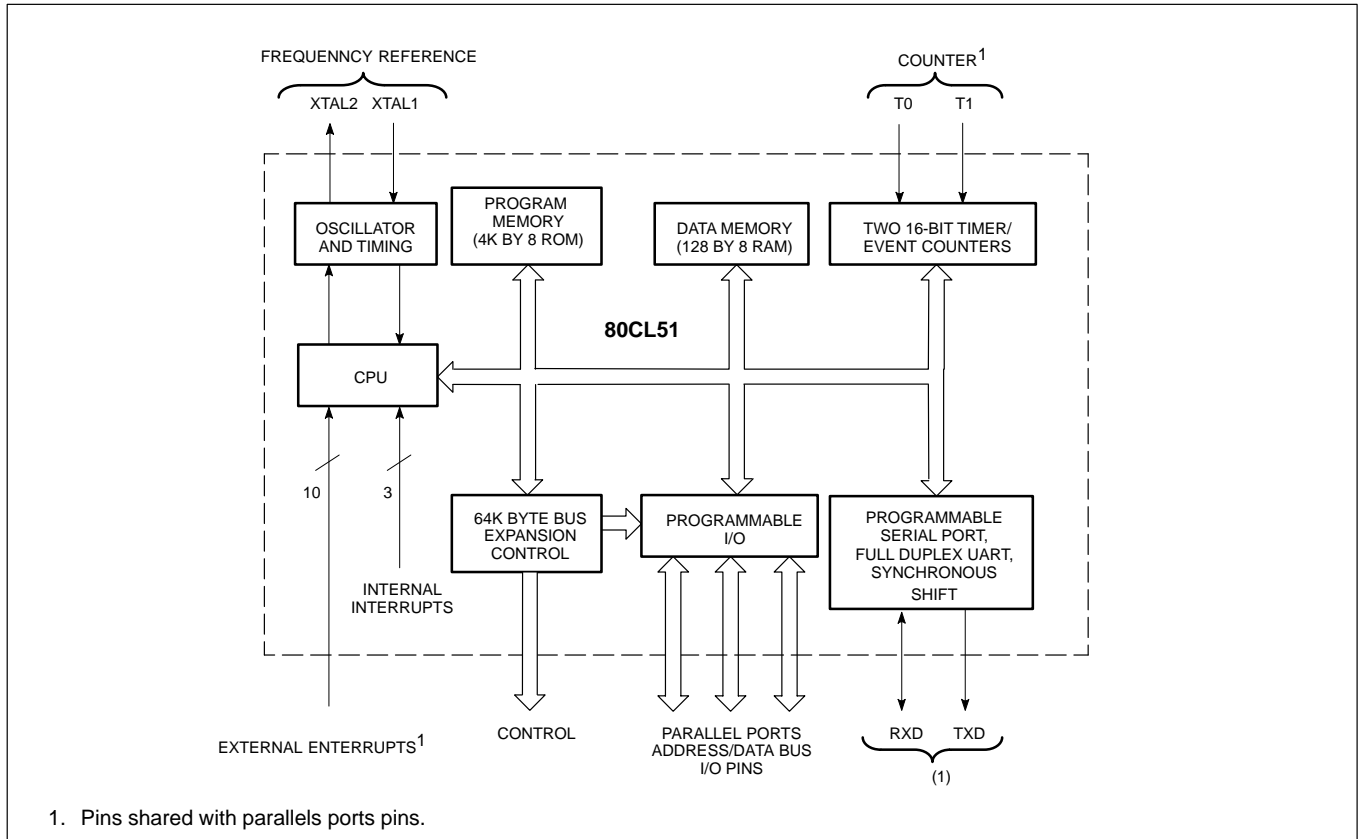 FREQUENNCY REFERENCE
COUNTER1
XTAL2 XTAL1
T0 T1
OSCILLATOR
AND TIMING
PROGRAM
MEMORY
(4K BY 8 ROM)
DATA MEMORY
(128 BY 8 RAM)
TWO 16-BIT TIMER/
EVENT COUNTERS
80CL51
CPU
10
3
64K BYTE BUS
EXPANSION
CONTROL
PROGRAMMABLE
I/O
PROGRAMMABLE
SERIAL PORT,
FULL DUPLEX UART,
SYNCHRONOUS
SHIFT
INTERNAL
INTERRUPTS
EXTERNAL ENTERRUPTS1
CONTROL
PARALLEL PORTS
ADDRESS/DATA BUS
I/O PINS
RXD TXD
(1)
1. Pins shared with parallels ports pins.